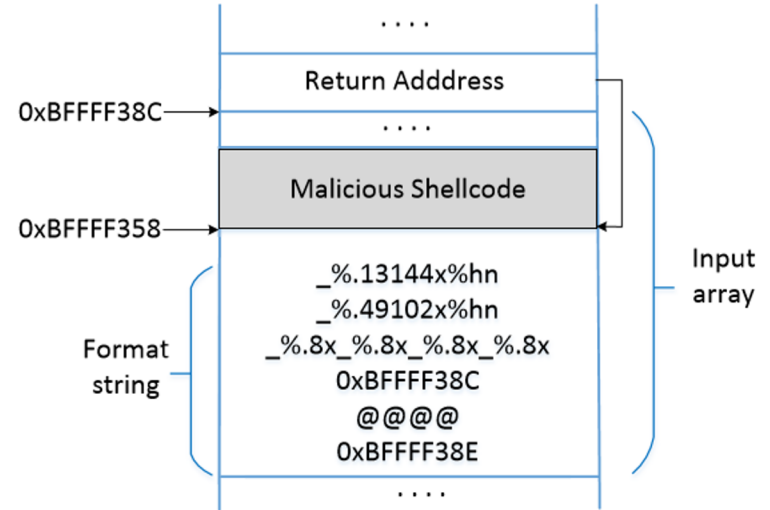 . . . .
Return Adddress
0xBFFFF38C
. . . .
Malicious Shellcode
0xBFFFF358
_%.13144x%hn
_%.49102x%hn
_%.8x_%.8x_%.8x_%.8x
0xBFFFF38C
@@@@
0xBFFFF38E
Format
string
Input
array
. . . .